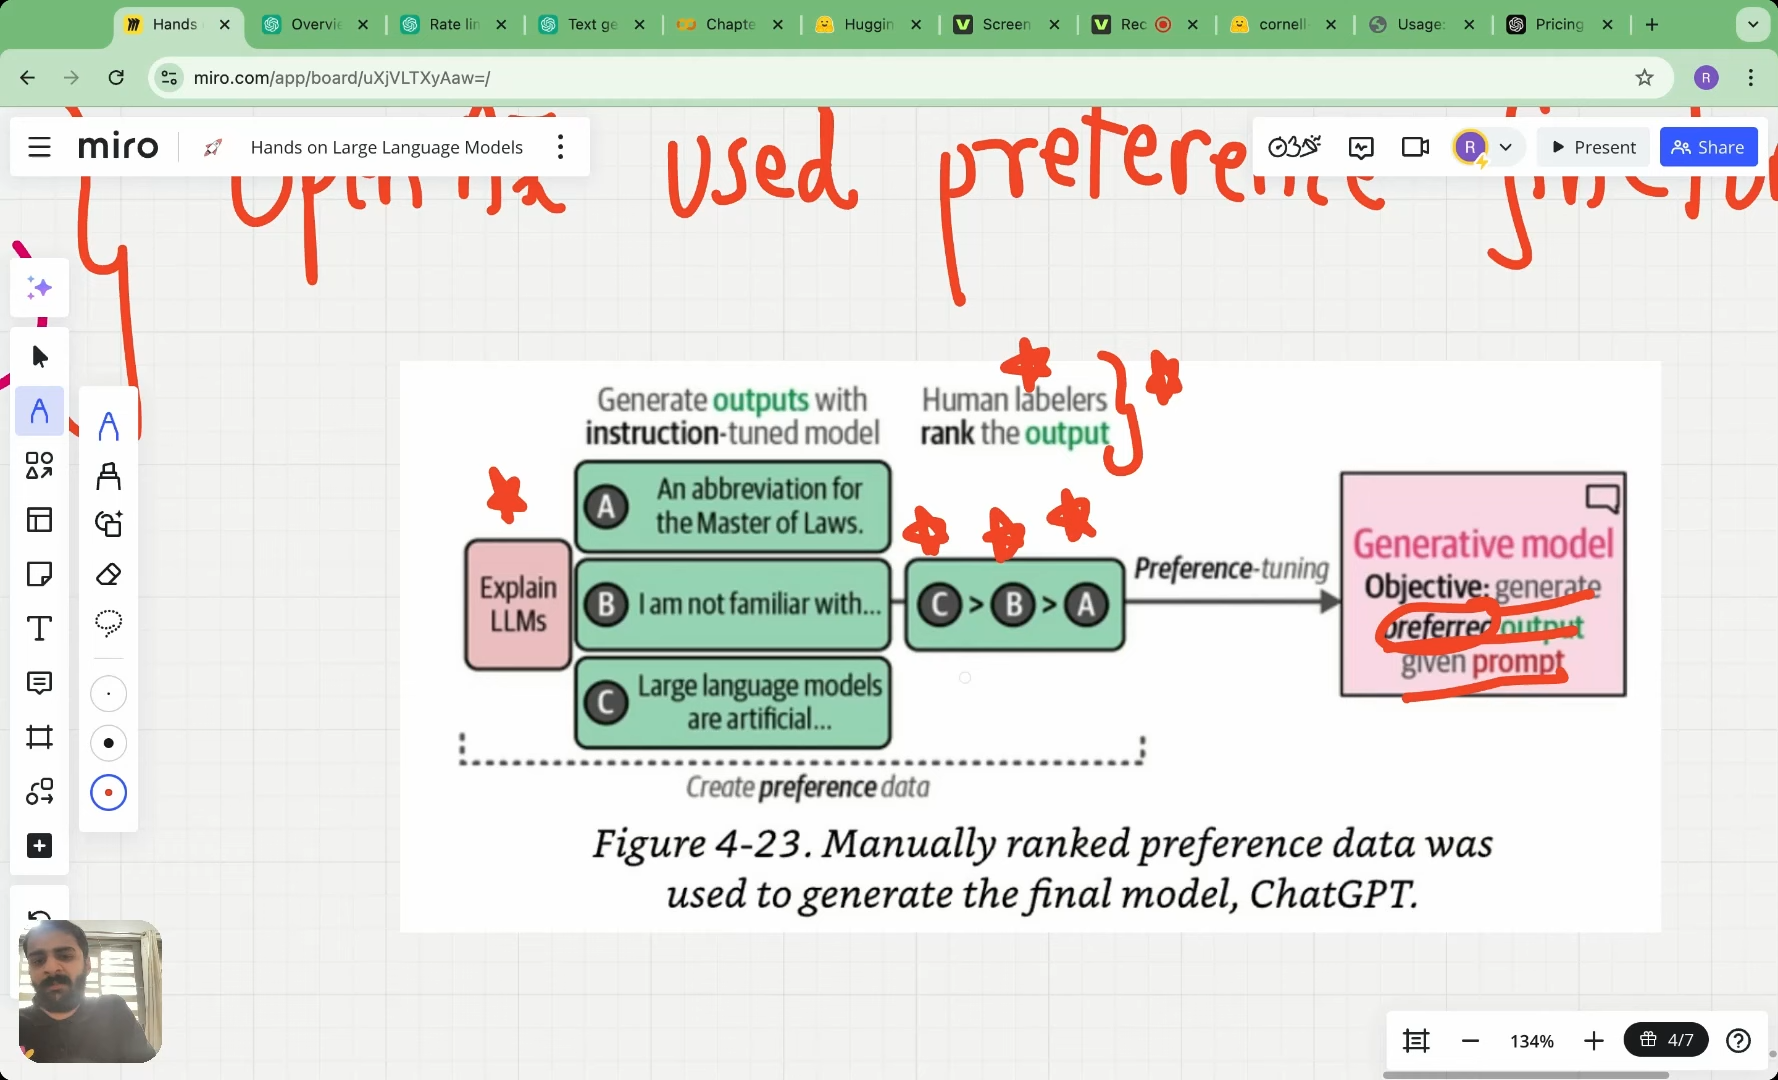 Hands
Overvie
Rate lin
Text ge
Chapte
Huggin
Screen
Rec
cornell-
Usage:
Pricing
miro.com/app/board/uXjVLTXyAaw=/
R
miro
Hands on Large Language Models
R
Present
Share
used
Generate outputs with
instruction-tuned model
Human labelers
rank the output
Explain
LLMs
A
An abbreviation for
the Master of Laws.
B
I am not familiar with...
C
Large language models
are artificial...
C > B > A
Preference-tuning
Generative model
Objective: generate
preferred output
given prompt
Create preference data
Figure 4-23. Manually ranked preference data was
used to generate the final model, ChatGPT.
134%
4/7